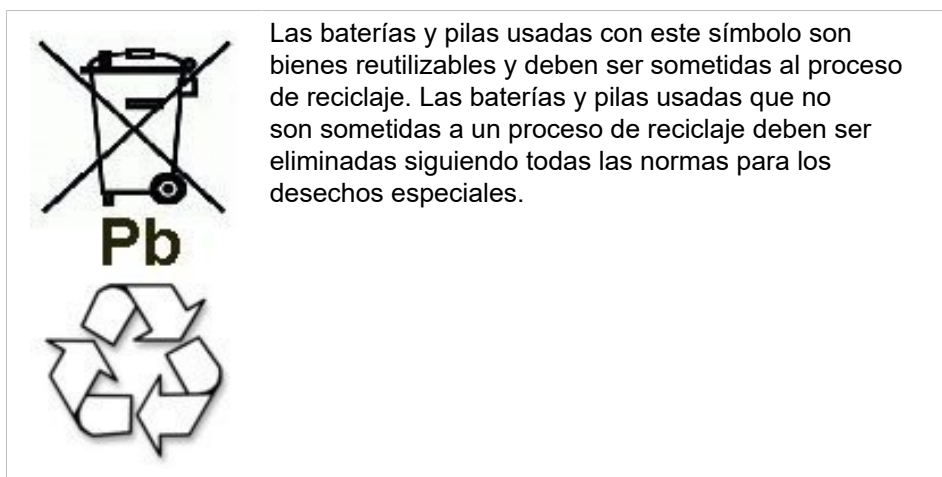 Las baterías y pilas usadas con este símbolo son
bienes reutilizables y deben ser sometidas al proceso
de reciclaje. Las baterías y pilas usadas que no
son sometidas a un proceso de reciclaje deben ser
eliminadas siguiendo todas las normas para los
desechos especiales.
Pb